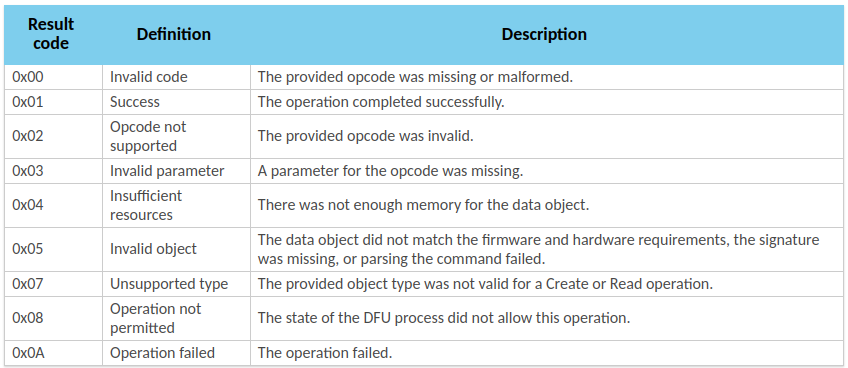 Result code Definition Description
0x00 Invalid code The provided opcode was missing or malformed.
0x01 Success The operation completed successfully.
0x02 Opcode not supported The provided opcode was invalid.
0x03 Invalid parameter A parameter for the opcode was missing.
0x04 Insufficient resources There was not enough memory for the data object.
0x05 Invalid object The data object did not match the firmware and hardware requirements, the signature
was missing, or parsing the command failed.
0x07 Unsupported type The provided object type was not valid for a Create or Read operation.
0x08 Operation not permitted The state of the DFU process did not allow this operation.
0x0A Operation failed The operation failed.